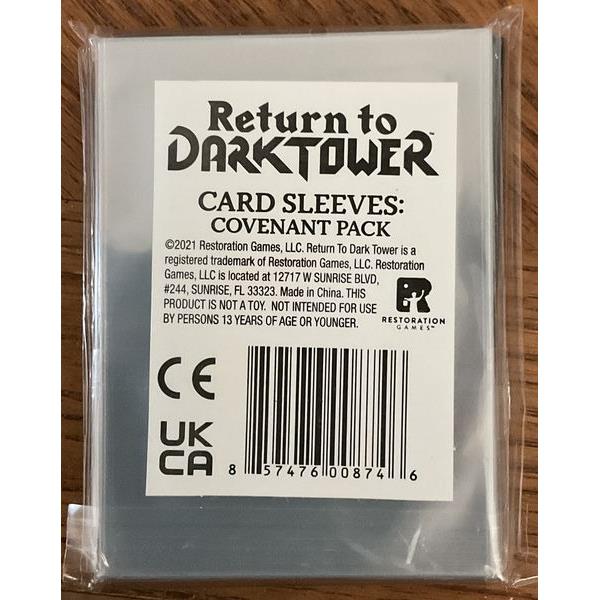 Return to
DARKTOWER™
CARD SLEEVES:
COVENANT PACK
©2021 Restoration Games, LLC. Return To Dark Tower is a
registered trademark of Restoration Games, LLC. Restoration
Games, LLC is located at 12717 W SUNRISE BLVD,
#244, SUNRISE, FL 33323. Made in China. THIS
PRODUCT IS NOT A TOY. NOT INTENDED FOR USE
BY PERSONS 13 YEARS OF AGE OR YOUNGER.
RESTORATION
GAMES™
CE
UK
CA
8 57476 00874 6